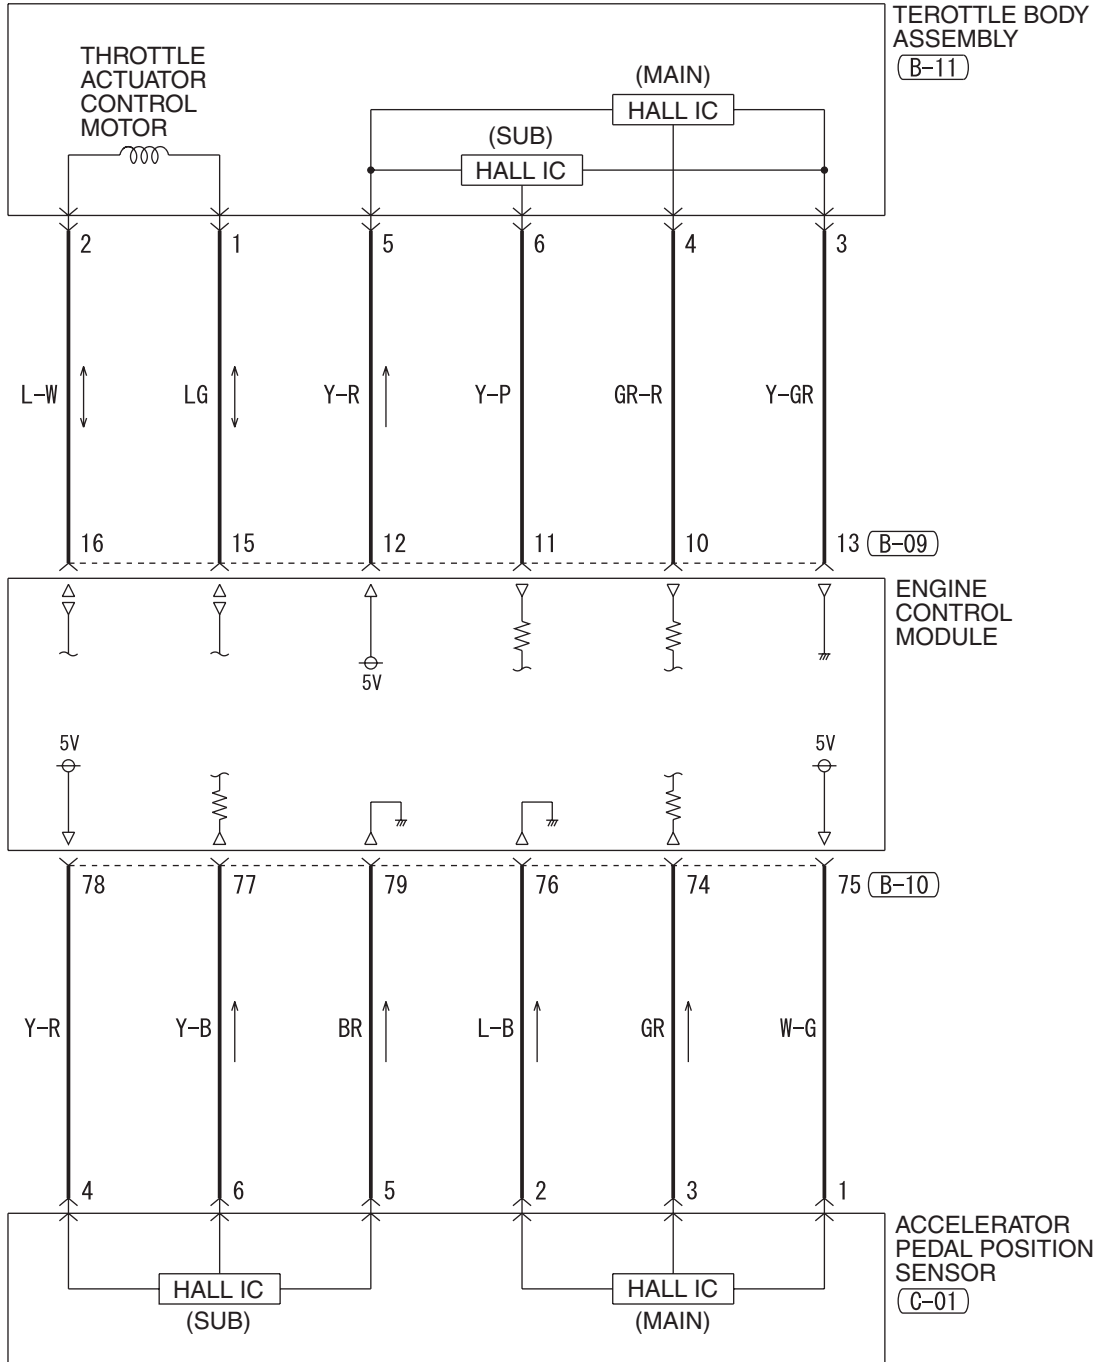 TEROTTLE BODY
ASSEMBLY
B-11
THROTTLE
ACTUATOR
CONTROL
MOTOR
(MAIN)
HALL IC
(SUB)
HALL IC
2 1 5 6 4 3
L-W LG Y-R Y-P GR-R Y-GR
16 15 12 11 10 13 B-09
ENGINE
CONTROL
MODULE
5V
5V 5V
78 77 79 76 74 75 B-10
Y-R Y-B BR L-B GR W-G
4 6 5 2 3 1
ACCELERATOR
PEDAL POSITION
SENSOR
C-01
HALL IC
(SUB)
HALL IC
(MAIN)